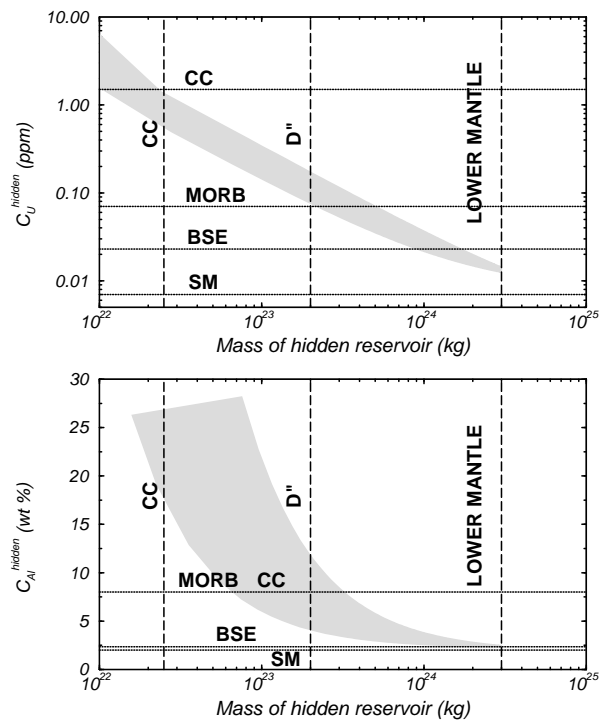 10.00
1.00
0.10
0.01
C_U^hidden (ppm)
CC
CC
D"
LOWER MANTLE
MORB
BSE
SM
10^22 10^23 10^24 10^25
Mass of hidden reservoir (kg)
30
25
20
15
10
5
0
C_Al^hidden (wt %)
CC
D"
LOWER MANTLE
MORB CC
BSE
SM
10^22 10^23 10^24 10^25
Mass of hidden reservoir (kg)